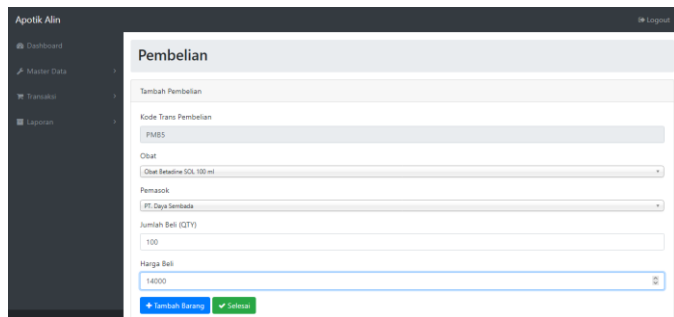 Apotik Alin
Logout
Dashboard
Master Data
Transaksi
Laporan
Pembelian
Tambah Pembelian
Kode Trans Pembelian
PMB5
Obat
Obat Betadine SOL 100 ml
Pemasok
PT. Daya Sembada
Jumlah Beli (QTY)
100
Harga Beli
14000
+ Tambah Barang
Selesai